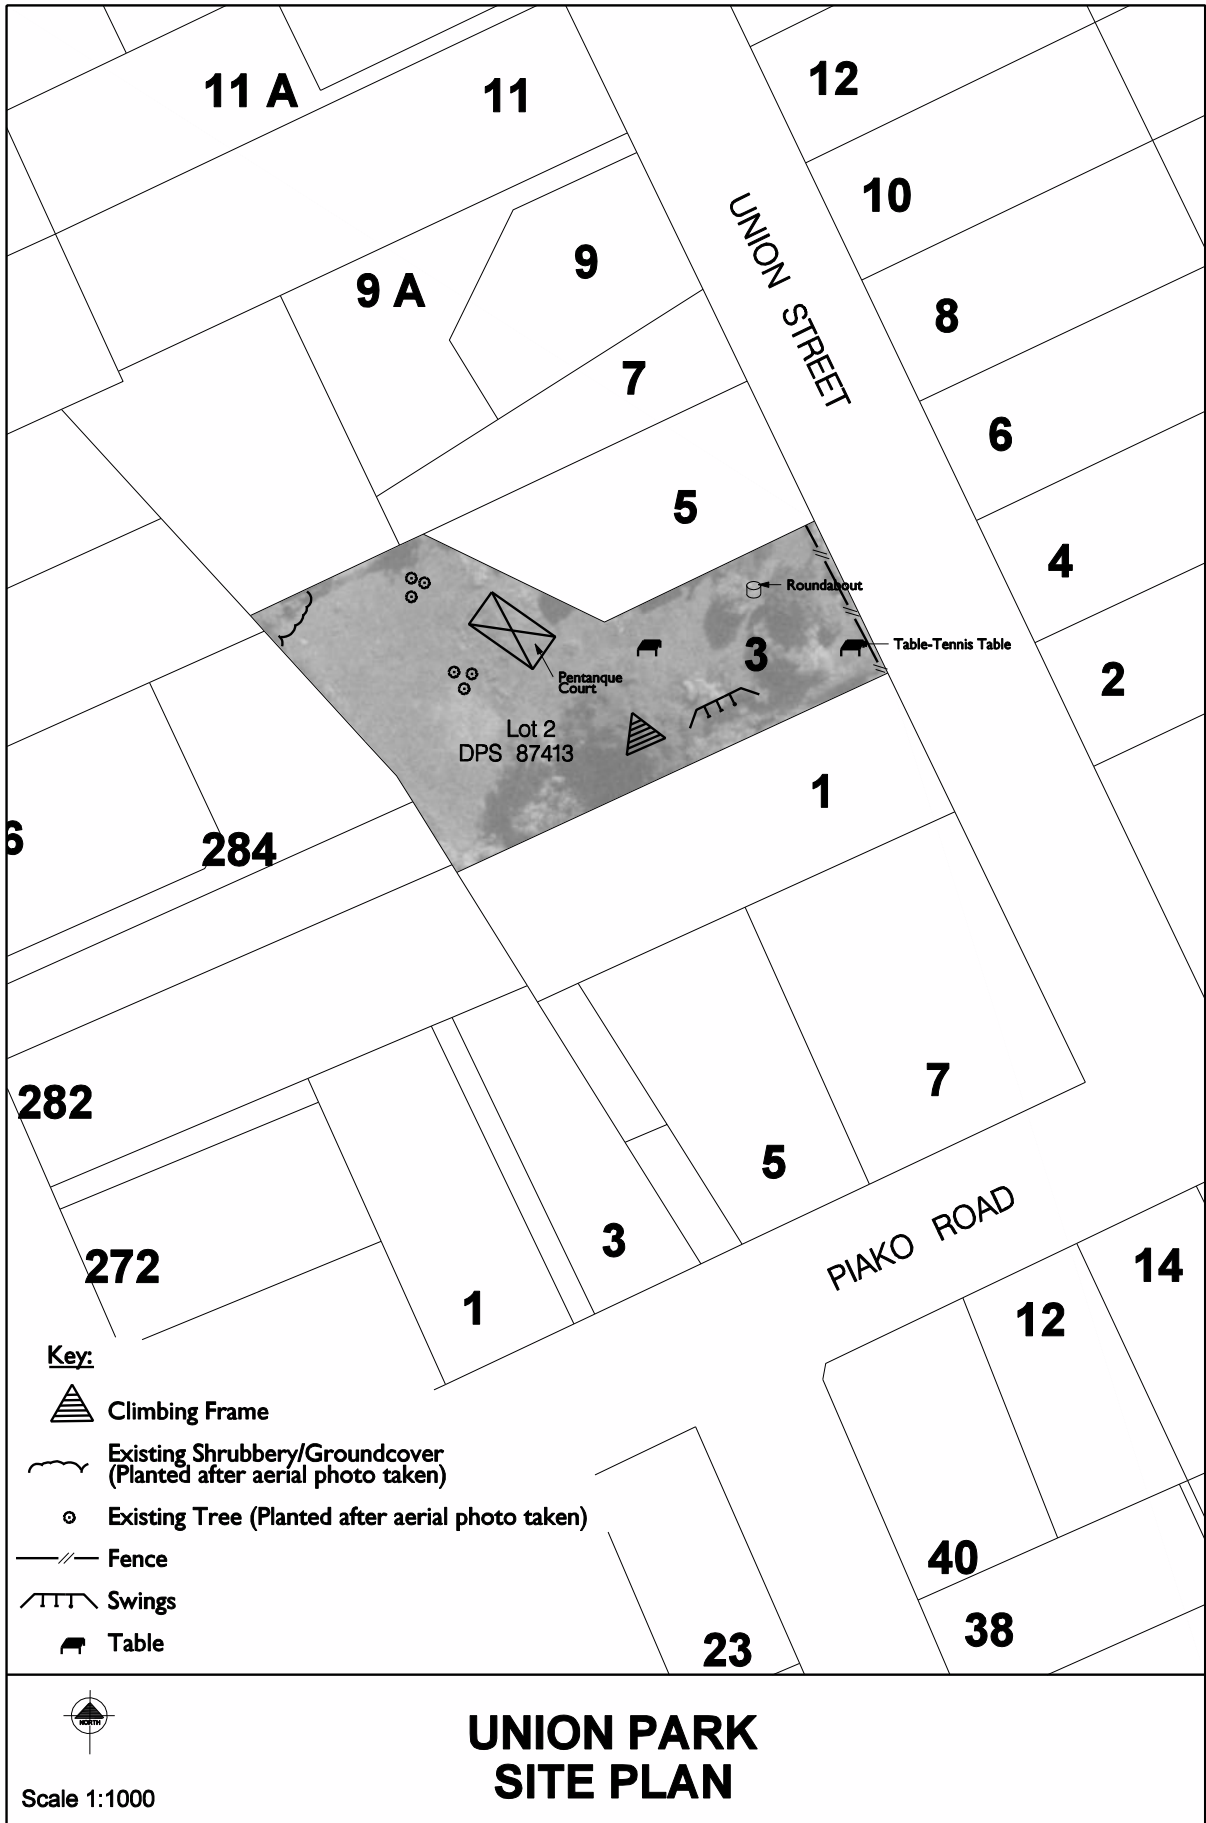 11 A
11
12
10
UNION STREET
9
9 A
8
7
6
5
4
Roundabout
3
Table-Tennis Table
Pentanque
Court
2
Lot 2
DPS 87413
1
6
284
7
282
5
PIAKO ROAD
3
272
14
1
12
Key:
Climbing Frame
Existing Shrubbery/Groundcover
(Planted after aerial photo taken)
Existing Tree (Planted after aerial photo taken)
Fence
40
Swings
38
Table
23
NORTH
UNION PARK
SITE PLAN
Scale 1:1000